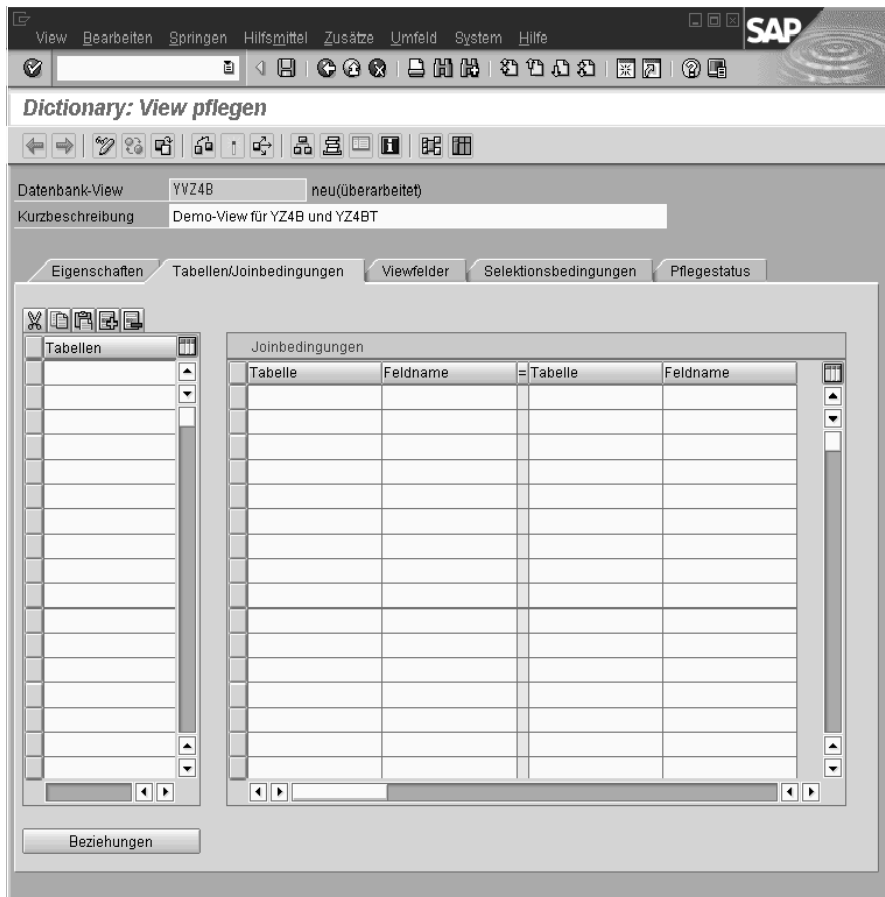 View Bearbeiten Springen Hilfsmittel Zusätze Umfeld System Hilfe
SAP
Dictionary: View pflegen
Datenbank-View YVZ4B neu(überarbeitet)
Kurzbeschreibung Demo-View für YZ4B und YZ4BT
Eigenschaften Tabellen/Joinbedingungen Viewfelder Selektionsbedingungen Pflegestatus
Tabellen
Joinbedingungen
Tabelle Feldname = Tabelle Feldname
Beziehungen